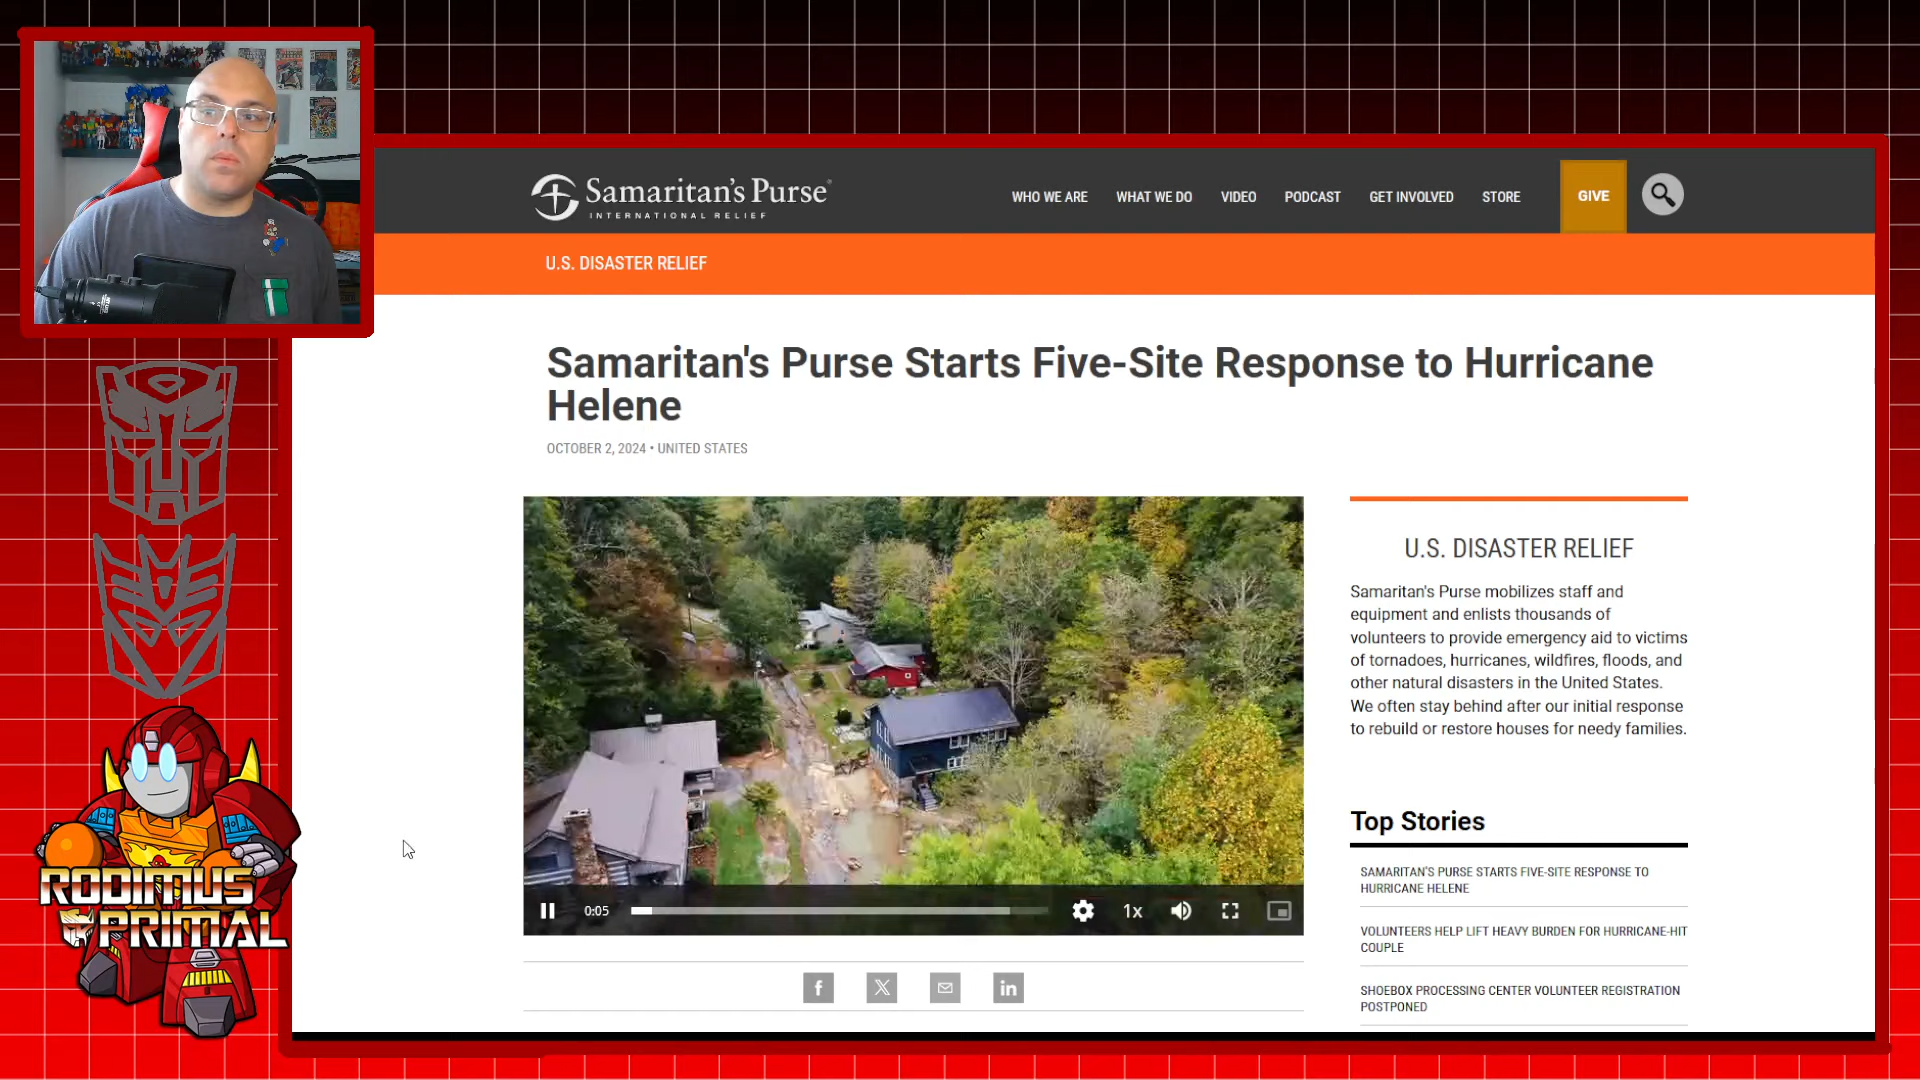 Samaritan's Purse®
INTERNATIONAL RELIEF
WHO WE ARE
WHAT WE DO
VIDEO
PODCAST
GET INVOLVED
STORE
GIVE
U.S. DISASTER RELIEF
Samaritan's Purse Starts Five-Site Response to Hurricane
Helene
OCTOBER 2, 2024 • UNITED STATES
0:05
1x
f
X
in
U.S. DISASTER RELIEF
Samaritan's Purse mobilizes staff and
equipment and enlists thousands of
volunteers to provide emergency aid to victims
of tornadoes, hurricanes, wildfires, floods, and
other natural disasters in the United States.
We often stay behind after our initial response
to rebuild or restore houses for needy families.
Top Stories
SAMARITAN'S PURSE STARTS FIVE-SITE RESPONSE TO
HURRICANE HELENE
VOLUNTEERS HELP LIFT HEAVY BURDEN FOR HURRICANE-HIT
COUPLE
SHOEBOX PROCESSING CENTER VOLUNTEER REGISTRATION
POSTPONED
RODIMUS
PRIMAL